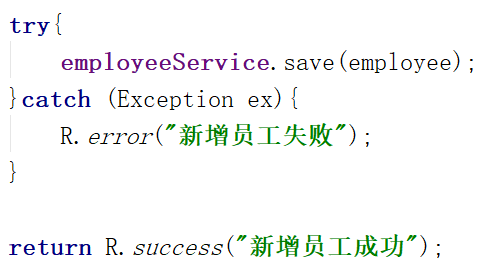 try{
employeeService.save(employee);
}catch (Exception ex){
R.error("新增员工失败");
}
return R.success("新增员工成功");